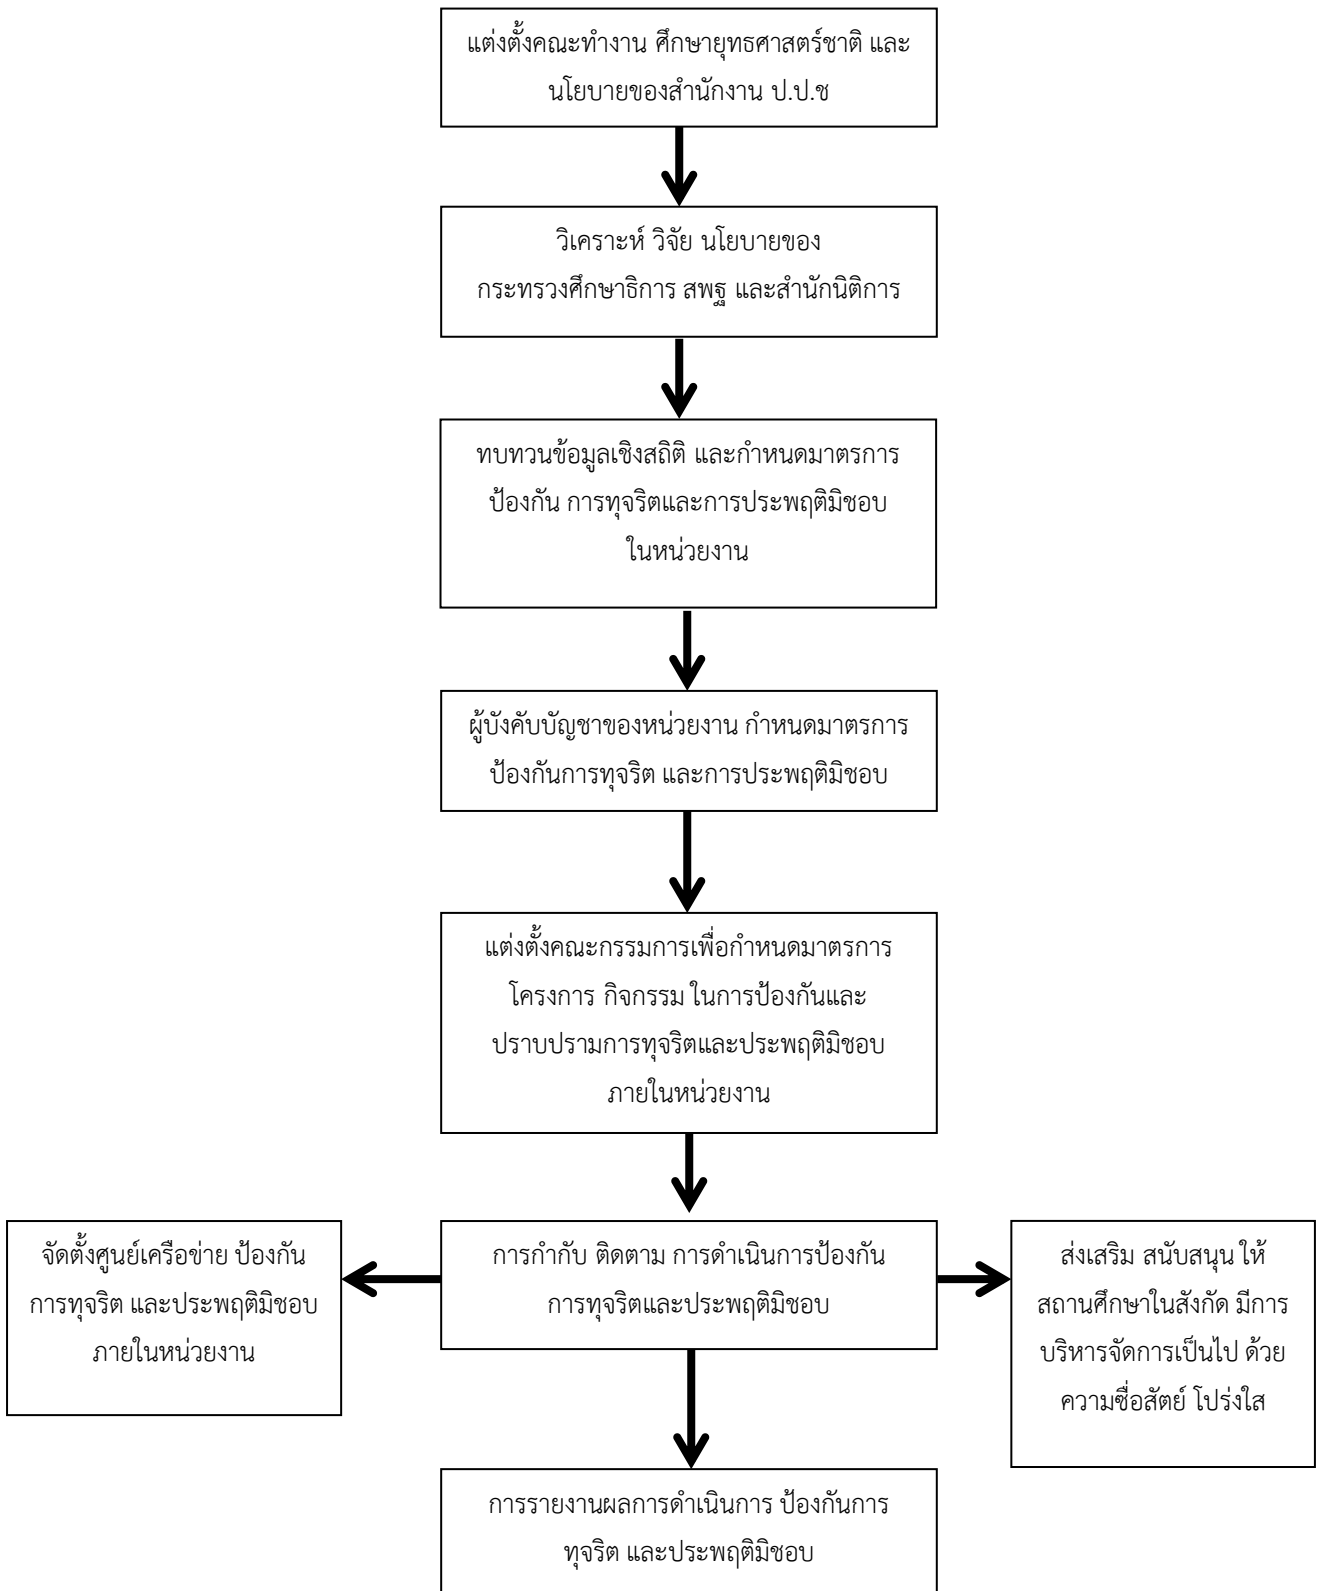 แต่งตั้งคณะทำงาน ศึกษายุทธศาสตร์ชาติ และ
นโยบายของสำนักงาน ป.ป.ช
วิเคราะห์ วิจัย นโยบายของ
กระทรวงศึกษาธิการ สพฐ และสำนักนิติการ
ทบทวนข้อมูลเชิงสถิติ และกำหนดมาตรการ
ป้องกัน การทุจริตและการประพฤติมิชอบ
ในหน่วยงาน
ผู้บังคับบัญชาของหน่วยงาน กำหนดมาตรการ
ป้องกันการทุจริต และการประพฤติมิชอบ
แต่งตั้งคณะกรรมการเพื่อกำหนดมาตรการ
โครงการ กิจกรรม ในการป้องกันและ
ปราบปรามการทุจริตและประพฤติมิชอบ
ภายในหน่วยงาน
จัดตั้งศูนย์เครือข่าย ป้องกัน
การทุจริต และประพฤติมิชอบ
ภายในหน่วยงาน
การกำกับ ติดตาม การดำเนินการป้องกัน
การทุจริตและประพฤติมิชอบ
ส่งเสริม สนับสนุน ให้
สถานศึกษาในสังกัด มีการ
บริหารจัดการเป็นไป ด้วย
ความซื่อสัตย์ โปร่งใส
การรายงานผลการดำเนินการ ป้องกันการ
ทุจริต และประพฤติมิชอบ